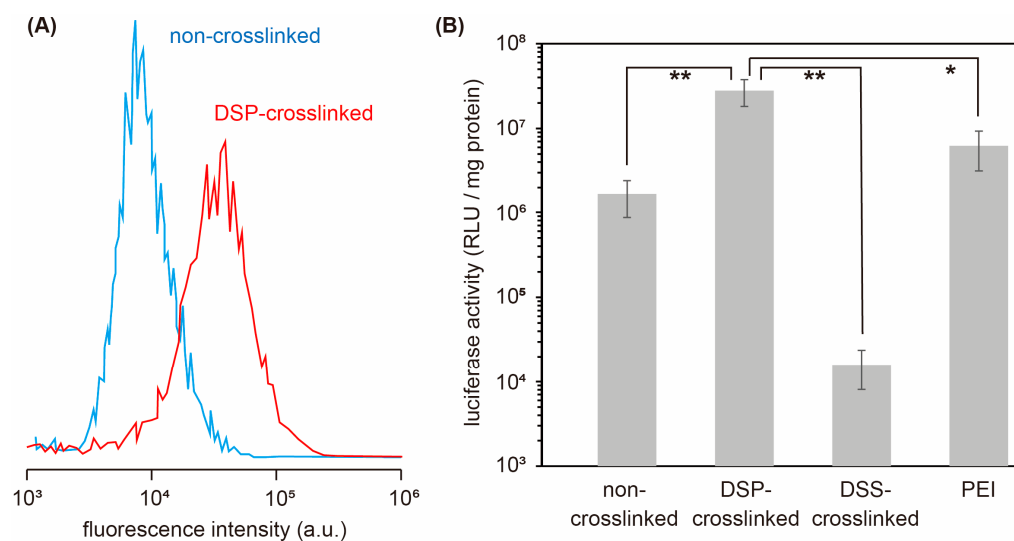 (A)
non-crosslinked
DSP-crosslinked
10³ 10⁴ 10⁵ 10⁶
fluorescence intensity (a.u.)
(B)
luciferase activity (RLU / mg protein)
10⁸
10⁷
10⁶
10⁵
10⁴
10³
** ** *
non-
crosslinked
DSP-
crosslinked
DSS-
crosslinked
PEI